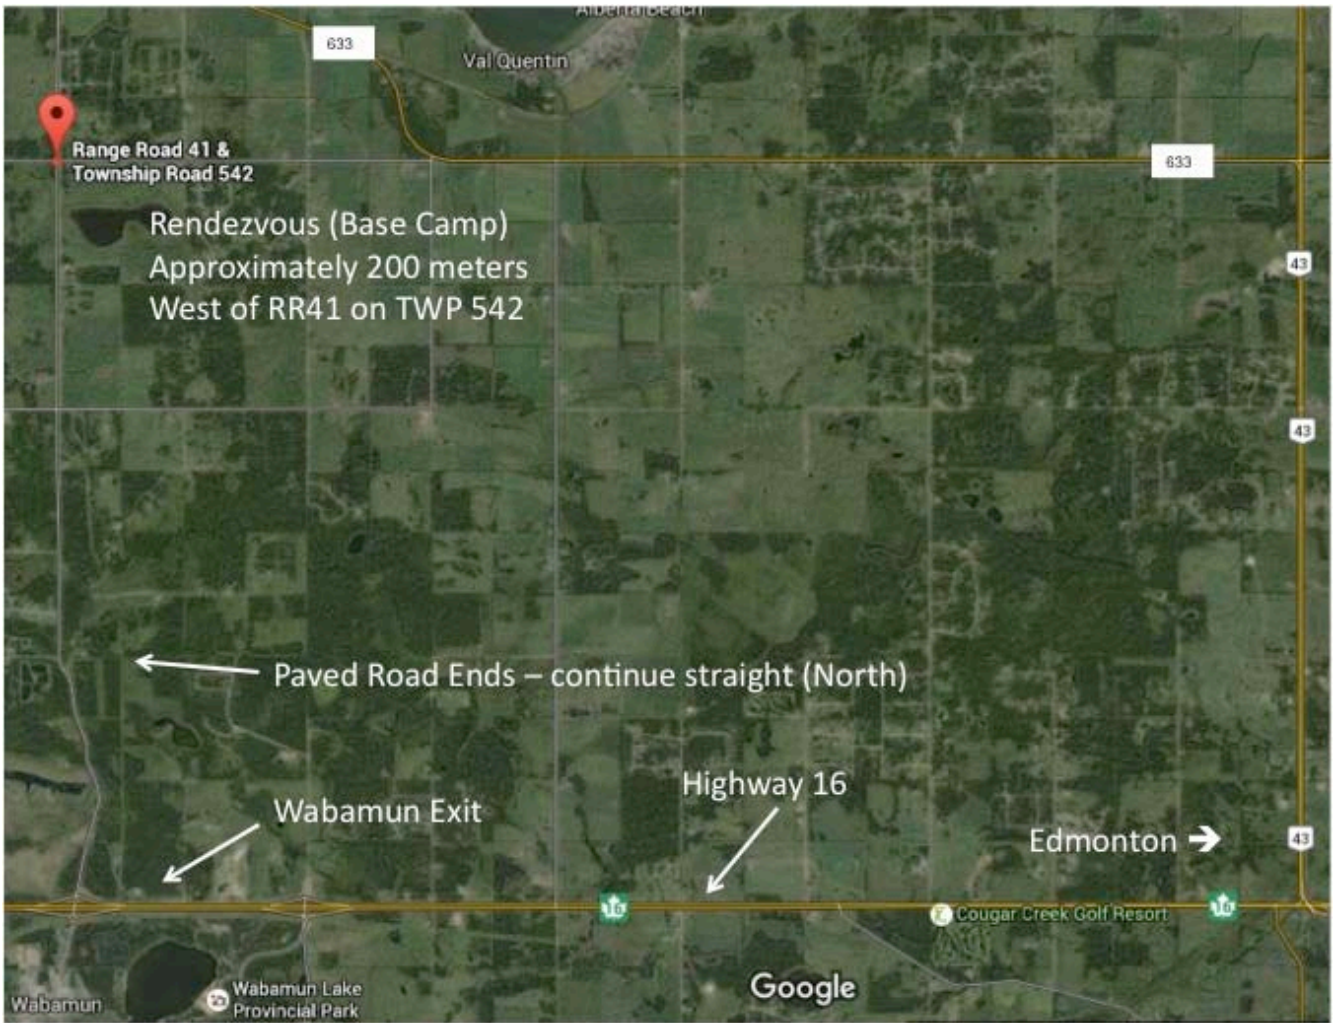 Alberta Beach
633
Val Quentin
Range Road 41 &
Township Road 542
633
Rendezvous (Base Camp)
Approximately 200 meters
West of RR41 on TWP 542
43
43
Paved Road Ends – continue straight (North)
Highway 16
Wabamun Exit
Edmonton →
43
16
16
Cougar Creek Golf Resort
Wabamun Lake
Provincial Park
Google
Wabamun